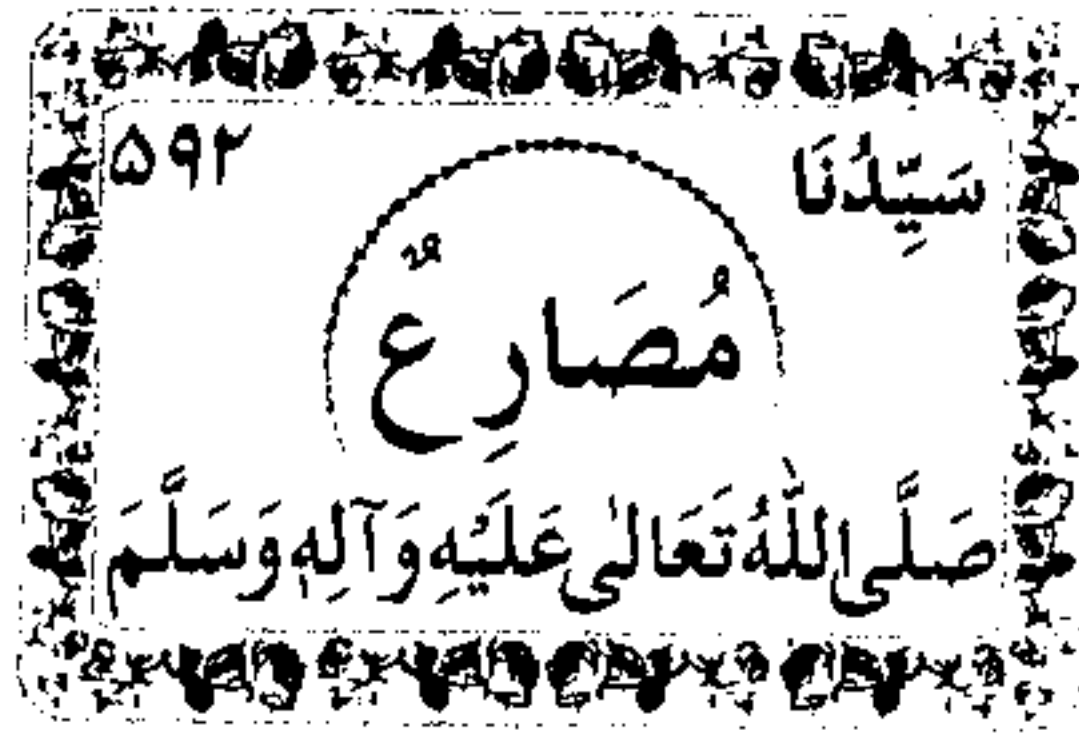 سَيِّدُنَا ۵۹۲
مُصَارِعٌ
صَلَّى اللّٰهُ تَعَالٰى عَلَيْهِ وَآلِهٖ وَسَلَّمَ